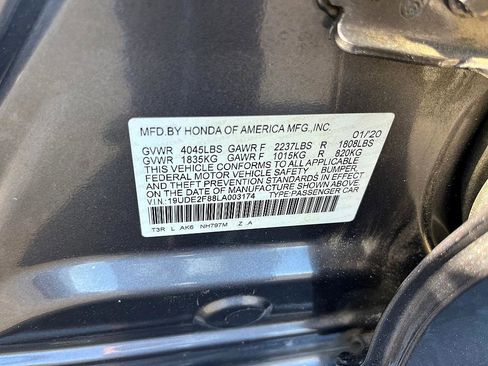 MFD.BY HONDA OF AMERICA MFG.,INC. 01/20
GVWR 4045LBS GAWR F 2237LBS R 1808LBS
GVWR 1835KG GAWR F 1015KG R 820KG
THIS VEHICLE CONFORMS TO ALL APPLICABLE
FEDERAL MOTOR VEHICLE SAFETY BUMPER,
AND THEFT PREVENTION STANDARDS IN EFFECT ON
THE DATE OF MANUFACTURE SHOWN ABOVE.
VIN:19UDE2F88LA003174 TYPE:PASSENGER CAR
T3R L AK6 NH797M Z A